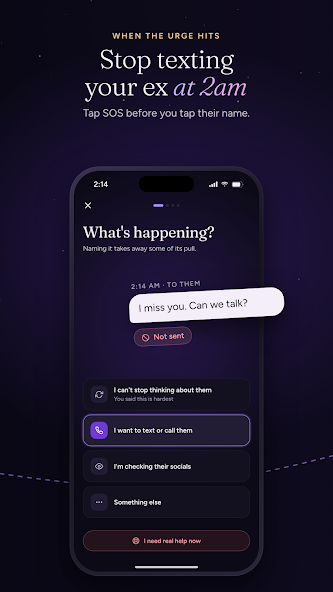 WHEN THE URGE HITS
Stop texting
your ex at 2am
Tap SOS before you tap their name.
2:14
What's happening?
Naming it takes away some of its pull.
2:14 AM · TO THEM
I miss you. Can we talk?
Not sent
I can't stop thinking about them
You said this is hardest
I want to text or call them
I'm checking their socials
Something else
I need real help now